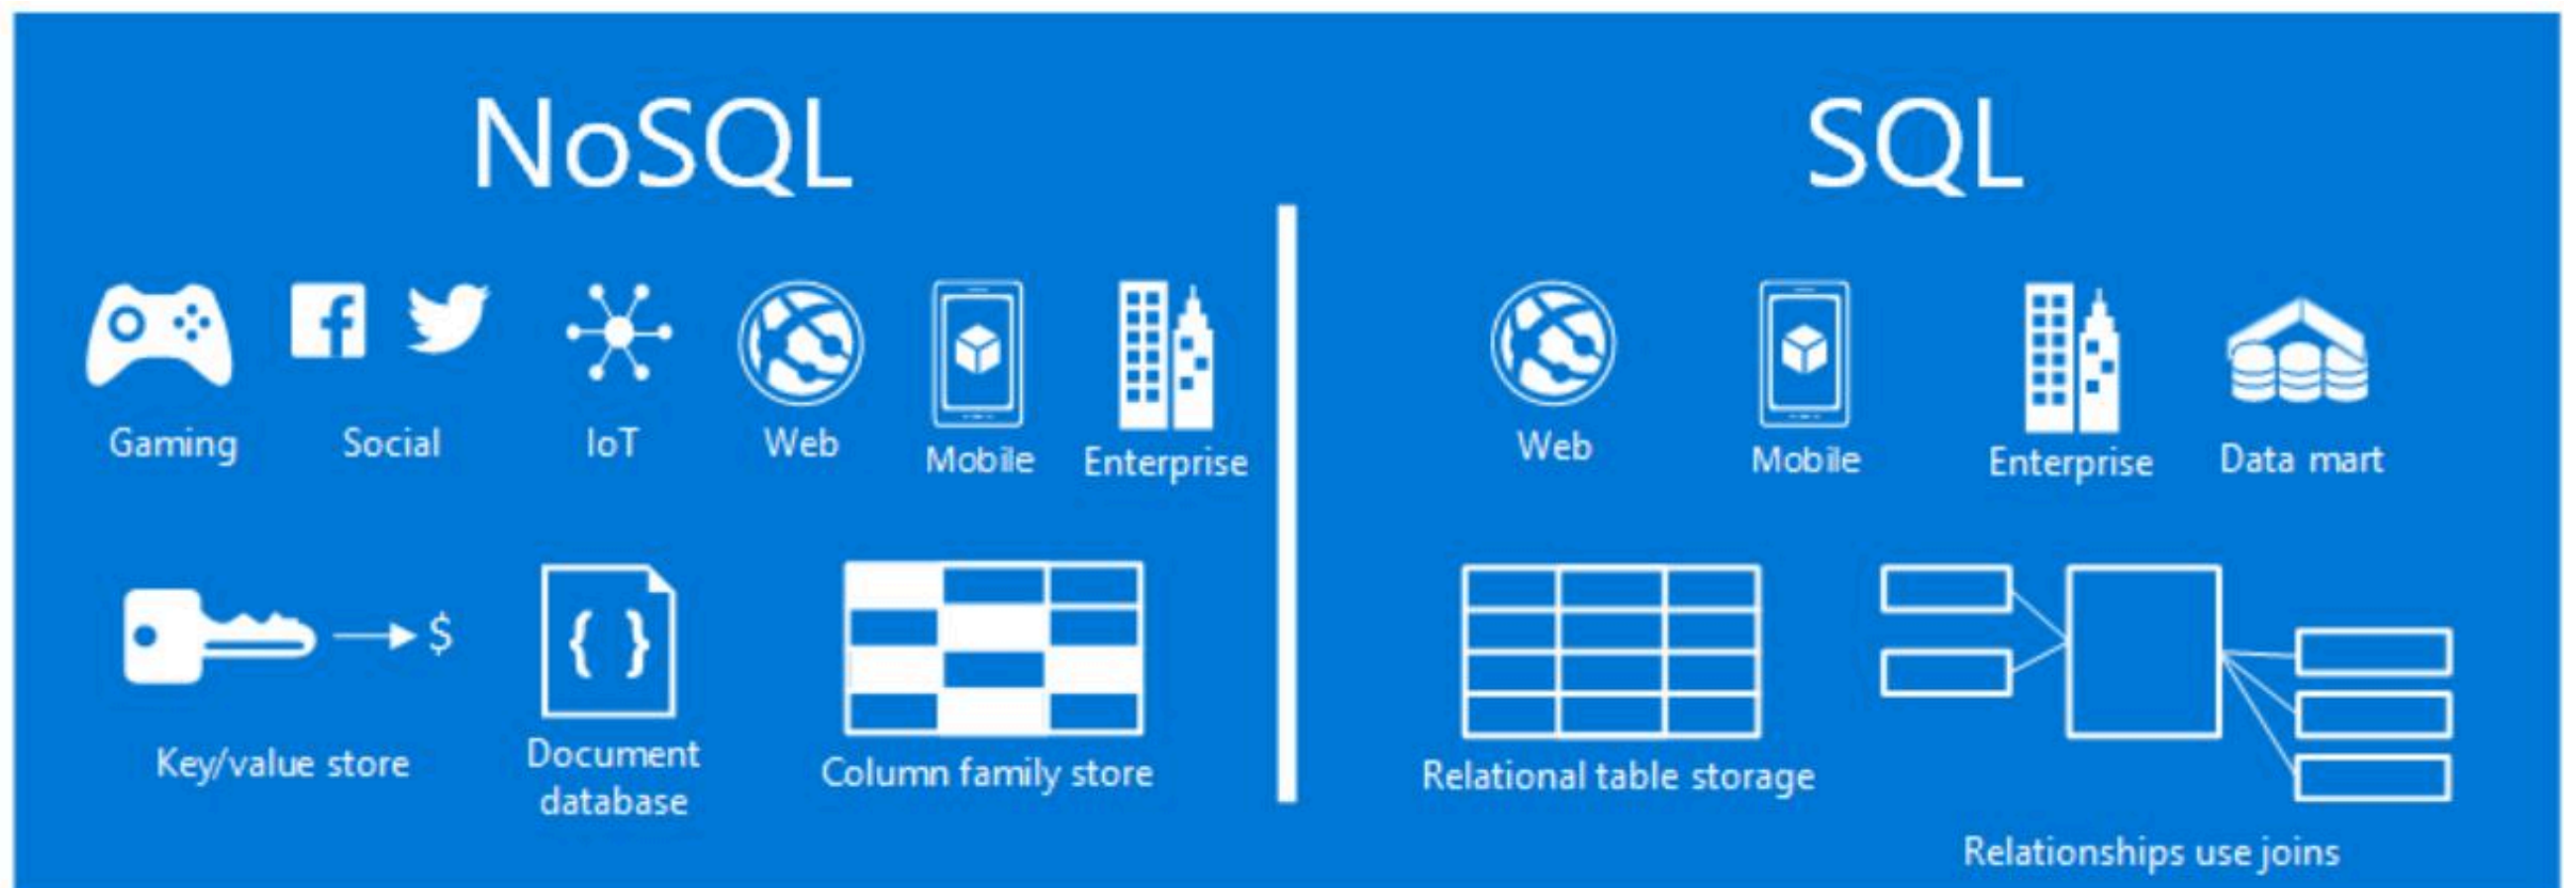 NoSQL
SQL
Gaming
Social
IoT
Web
Mobile
Enterprise
Web
Mobile
Enterprise
Data mart
$
{ }
Key/value store
Document
database
Column family store
Relational table storage
Relationships use joins